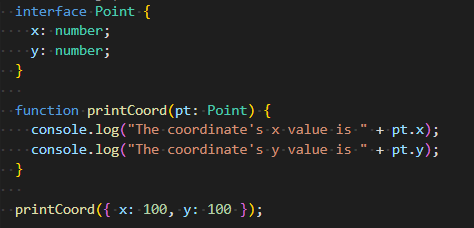 interface Point {
  x: number;
  y: number;
}

function printCoord(pt: Point) {
  console.log("The coordinate's x value is " + pt.x);
  console.log("The coordinate's y value is " + pt.y);
}

printCoord({ x: 100, y: 100 });